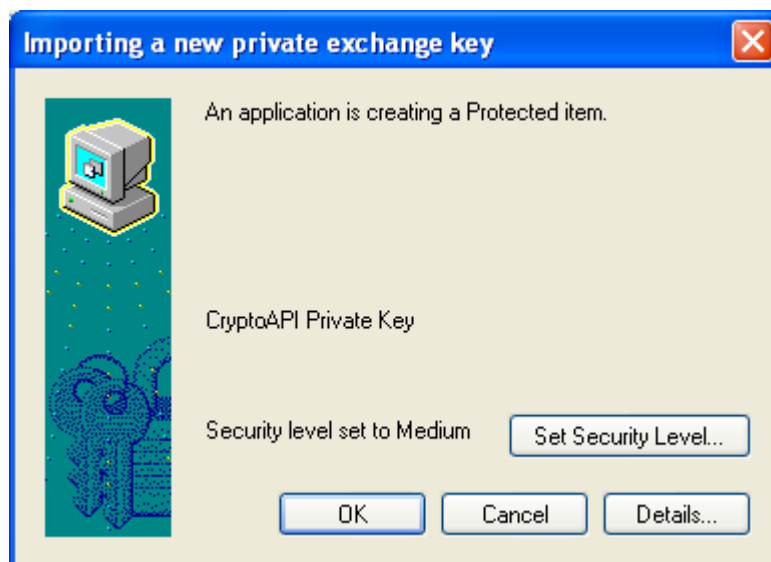 Importing a new private exchange key
An application is creating a Protected item.
CryptoAPI Private Key
Security level set to Medium
Set Security Level...
OK
Cancel
Details...